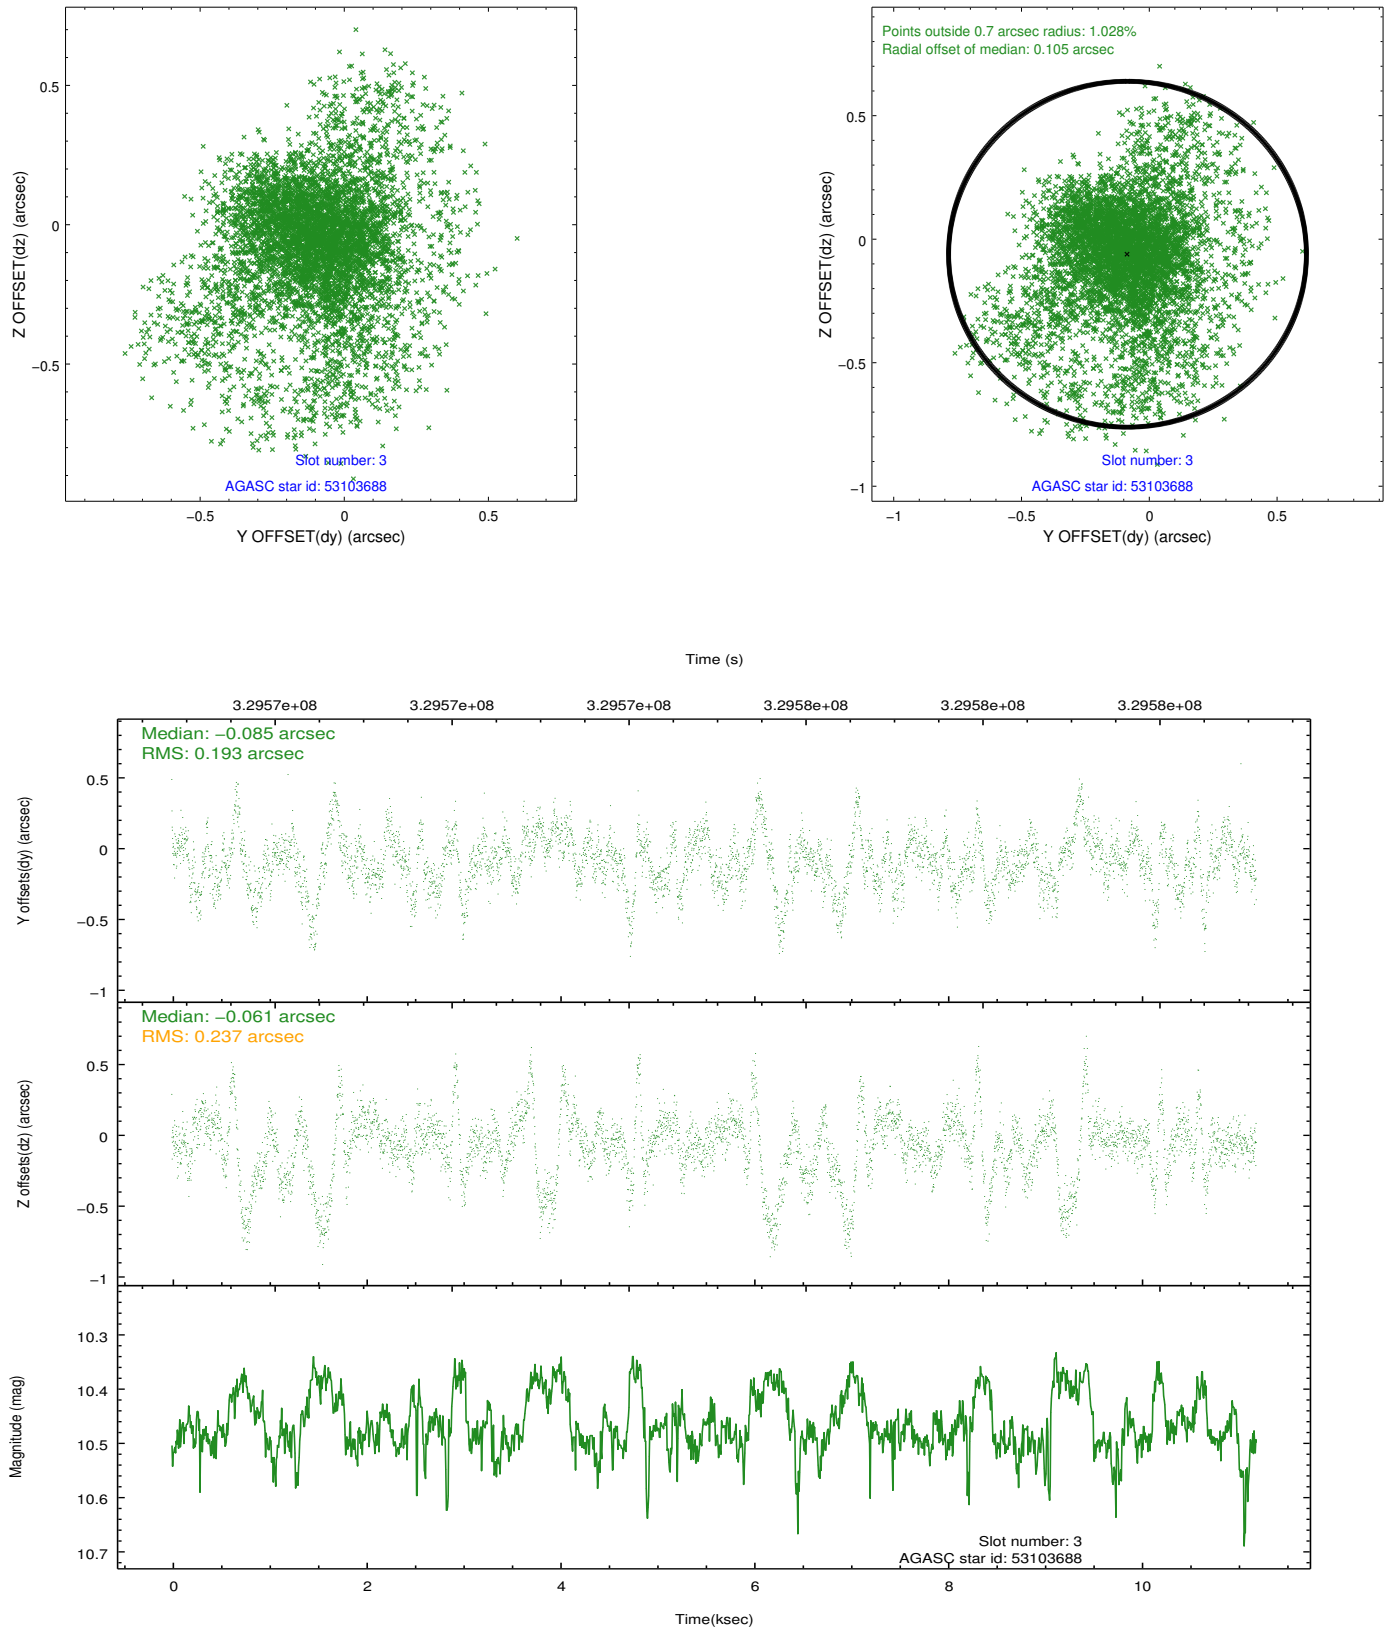 0.5
0
−0.5
Z OFFSET(dz) (arcsec)
Slot number: 3
AGASC star id: 53103688
−0.5 0 0.5
Y OFFSET(dy) (arcsec)
Points outside 0.7 arcsec radius: 1.028%
Radial offset of median: 0.105 arcsec
0.5
0
−0.5
−1
Z OFFSET(dz) (arcsec)
Slot number: 3
AGASC star id: 53103688
−1 −0.5 0 0.5
Y OFFSET(dy) (arcsec)
Time (s)
3.2957e+08 3.2957e+08 3.2957e+08 3.2958e+08 3.2958e+08 3.2958e+08
Median: −0.085 arcsec
RMS: 0.193 arcsec
0.5
0
−0.5
−1
Y offsets(dy) (arcsec)
Median: −0.061 arcsec
RMS: 0.237 arcsec
0.5
0
−0.5
−1
Z offsets(dz) (arcsec)
10.3
10.4
10.5
10.6
10.7
Magnitude (mag)
Slot number: 3
AGASC star id: 53103688
0 2 4 6 8 10
Time(ksec)